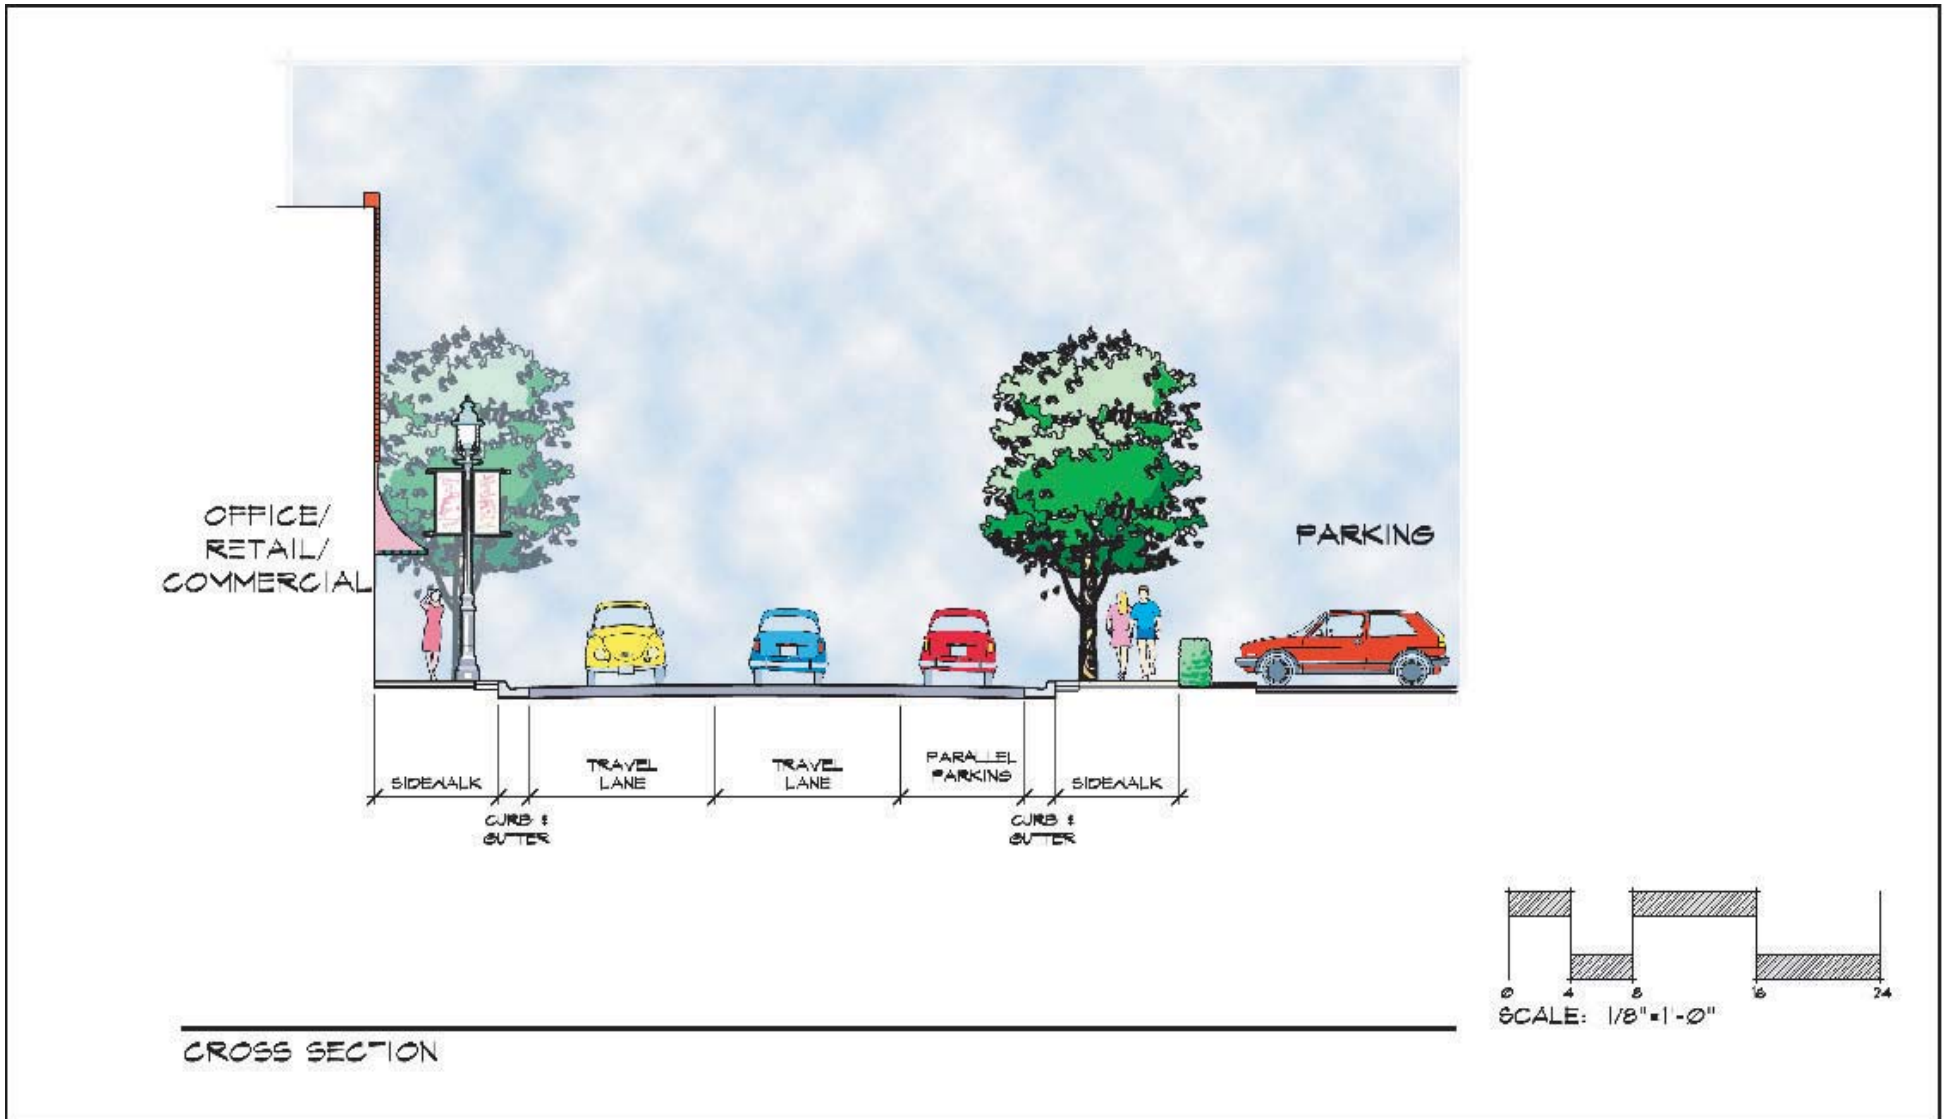 OFFICE/
RETAIL/
COMMERCIAL
PARKING
SIDEWALK
TRAVEL
LANE
TRAVEL
LANE
PARALLEL
PARKING
SIDEWALK
CURB &
GUTTER
CURB &
GUTTER
0 4 8 16 24
SCALE: 1/8"=1'-0"
CROSS SECTION